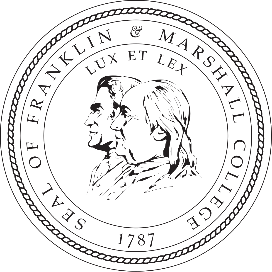 SEAL OF FRANKLIN & MARSHALL COLLEGE
LUX ET LEX
1787